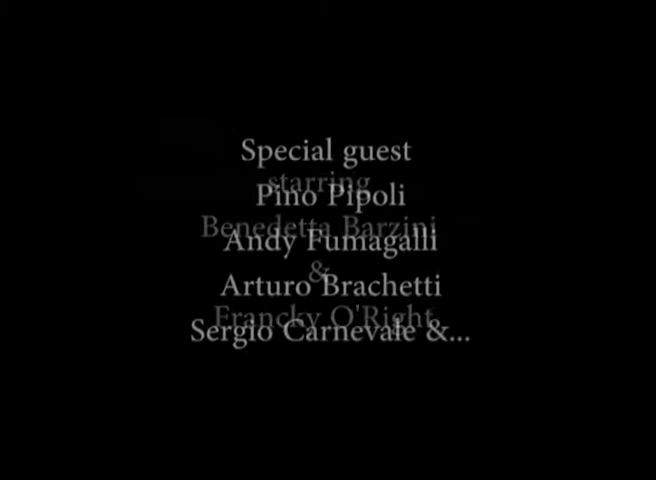 Special guest
starring
Pino Pipoli
Benedetta Barzini
Andy Fumagalli
&
Arturo Brachetti
Francky O'Right
Sergio Carnevale &...